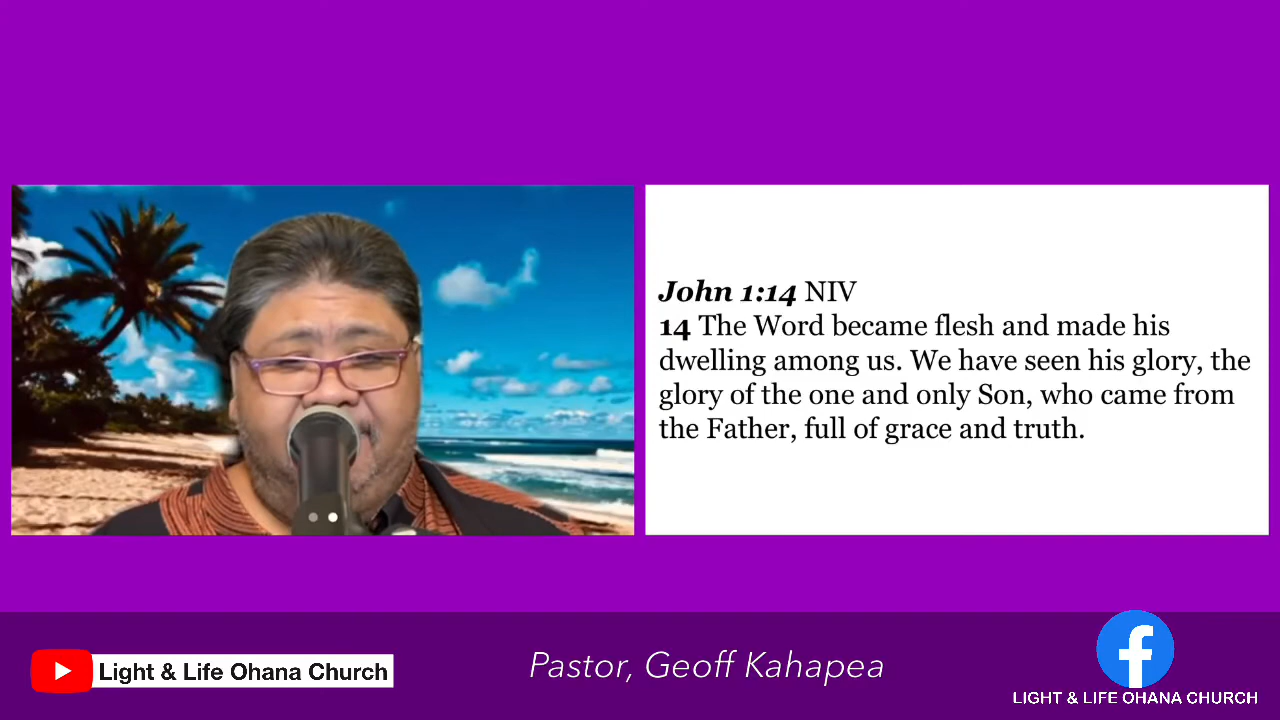 John 1:14 NIV
14 The Word became flesh and made his
dwelling among us. We have seen his glory, the
glory of the one and only Son, who came from
the Father, full of grace and truth.
Light & Life Ohana Church
Pastor, Geoff Kahapea
LIGHT & LIFE OHANA CHURCH